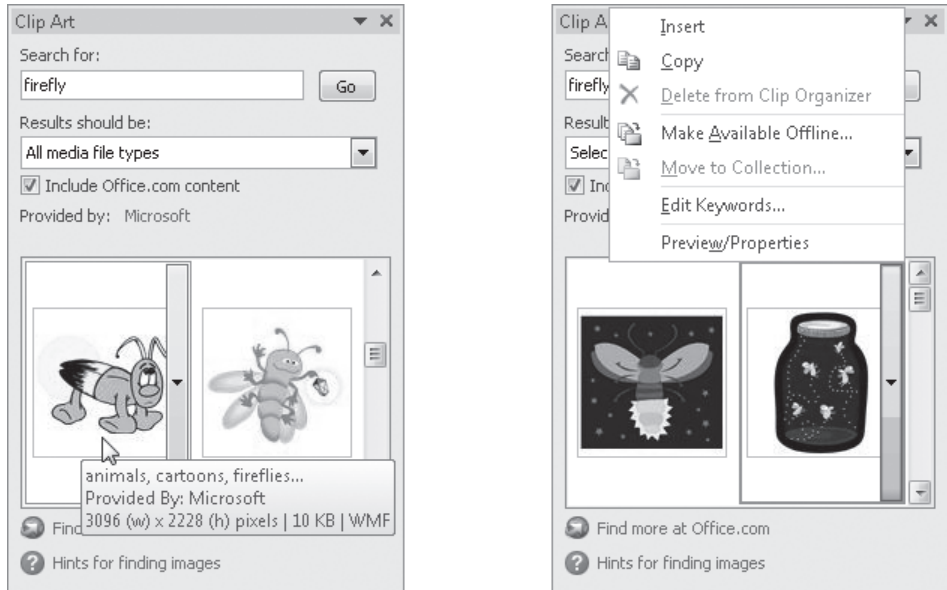 Clip Art
Search for:
firefly
Go
Results should be:
All media file types
Include Office.com content
Provided by: Microsoft
animals, cartoons, fireflies...
Provided By: Microsoft
3096 (w) x 2228 (h) pixels | 10 KB | WMF
Find
Hints for finding images
Clip A
Search
firefly
Result
Selec
Inc
Provid
Insert
Copy
Delete from Clip Organizer
Make Available Offline...
Move to Collection...
Edit Keywords...
Preview/Properties
Find more at Office.com
Hints for finding images